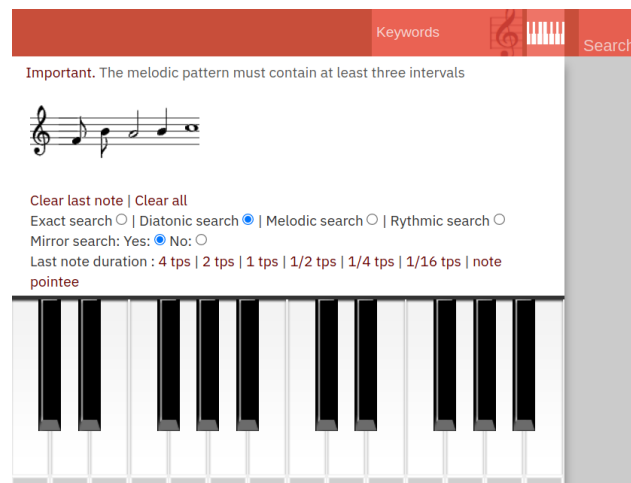 Keywords
Search
Important. The melodic pattern must contain at least three intervals
Clear last note | Clear all
Exact search | Diatonic search | Melodic search | Rythmic search
Mirror search: Yes: No:
Last note duration : 4 tps | 2 tps | 1 tps | 1/2 tps | 1/4 tps | 1/16 tps | note
pointee